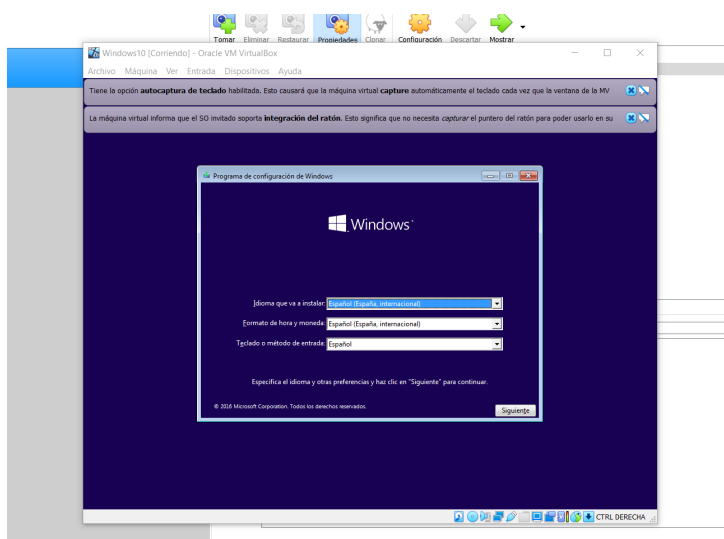 Tomar Eliminar Restaurar Propiedades Clonar Configuración Descartar Mostrar
Windows10 [Corriendo] - Oracle VM VirtualBox
Archivo Máquina Ver Entrada Dispositivos Ayuda
Tiene la opción autocaptura de teclado habilitada. Esto causará que la máquina virtual capture automáticamente el teclado cada vez que la ventana de la MV
La máquina virtual informa que el SO invitado soporta integración del ratón. Esto significa que no necesita capturar el puntero del ratón para poder usarlo en su
Programa de configuración de Windows
Windows
Idioma que va a instalar: Español (España, internacional)
Formato de hora y moneda: Español (España, internacional)
Teclado o método de entrada: Español
Especifica el idioma y otras preferencias y haz clic en "Siguiente" para continuar.
© 2016 Microsoft Corporation. Todos los derechos reservados.
Siguiente
CTRL DERECHA